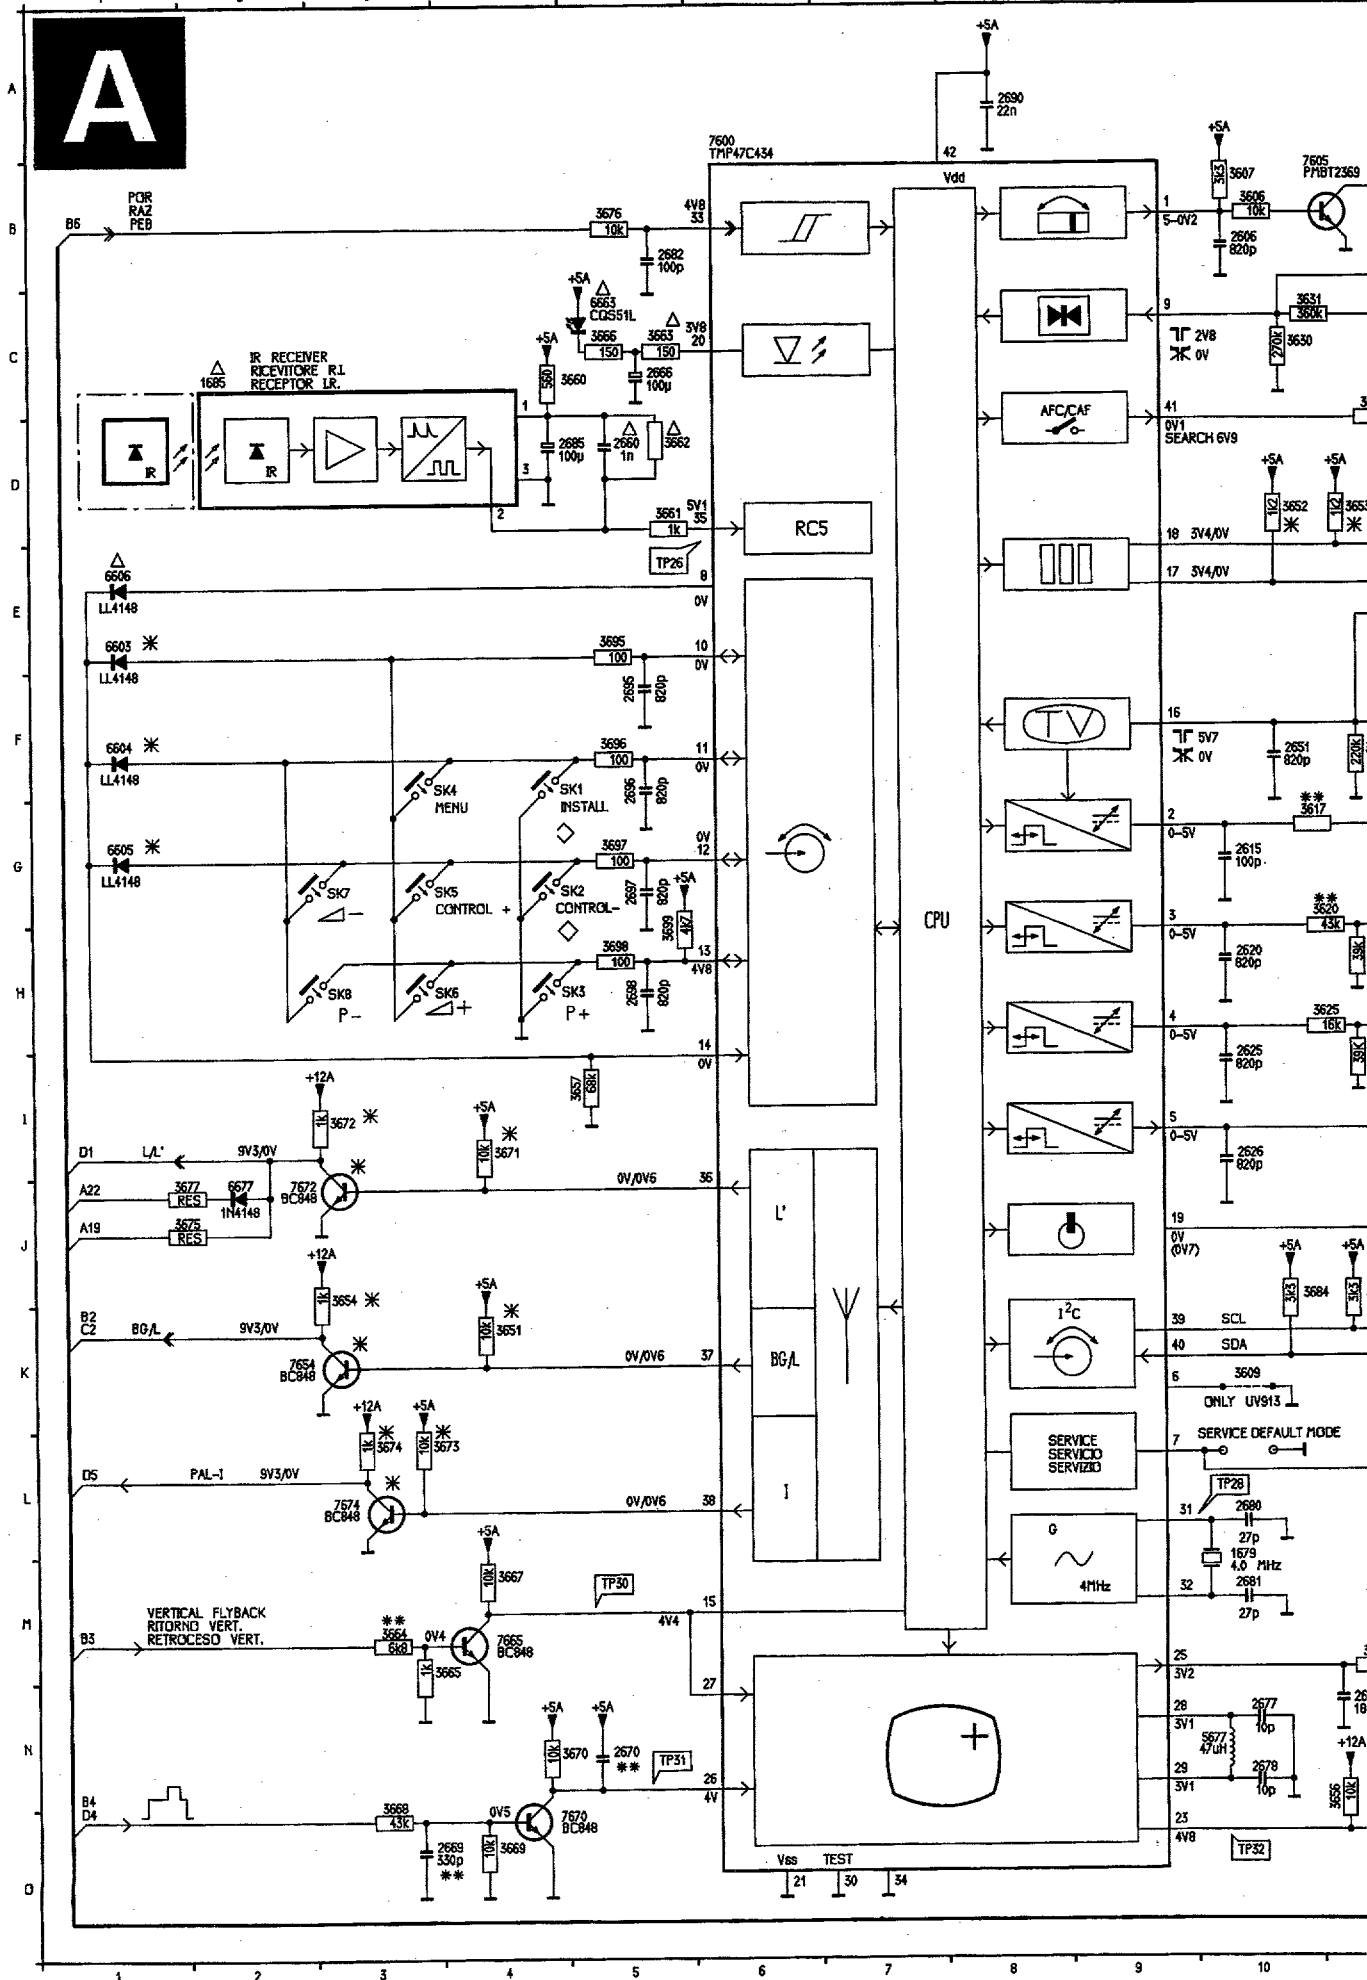 A
+5A
2690
22n
7600
TMP47C434
42
Vdd
+5A
3k3
3607
3606
10k
7605
PMBT2369
1
5-0V2
2606
820p
B6
POR
RAZ
PEB
3676
10k
4V8
33
2682
100p
+5A
6663
CQS51L
3666
150
3663
150
3V8
20
2666
100µ
9
2V8
0V
3631
360k
270k
3630
+5A
560
3660
1685
IR RECEIVER
RICEVITORE R.I.
RECEPTOR I.R.
IR
IR
1
3
2
2685
100µ
2660
1n
3662
AFC/CAF
41
0V1
SEARCH 6V9
3661
1k
5V1
35
TP26
RC5
+5A
1k2
3652
+5A
1k2
3653
18 3V4/0V
17 3V4/0V
6606
LL4148
8
0V
6603
LL4148
3695
100
10
0V
2695
820p
6604
LL4148
3696
100
11
0V
2696
820p
SK4
MENU
SK1
INSTALL
TV
16
5V7
0V
2651
820p
220k
6605
LL4148
3697
100
0V
12
2697
820p
SK7
-
SK5
CONTROL +
SK2
CONTROL-
+5A
3699
4k7
2
0-5V
2615
100p
**
3617
CPU
3
0-5V
2620
820p
**
3620
43k
39k
3698
100
13
4V8
2698
820p
SK8
P-
SK6
+
SK3
P+
4
0-5V
2625
820p
3625
16k
39K
14
0V
3657
68k
5
0-5V
2626
820p
+12A
1k
3672
+5A
10k
3671
D1
L/L'
9V3/0V
A22
3677
RES
6677
1N4148
7672
BC848
0V/0V6
36
L'
A19
3675
RES
19
0V
(0V7)
+12A
1k
3654
+5A
10k
3651
B2
C2
BG/L
9V3/0V
7654
BC848
0V/0V6
37
BG/L
I²C
39
SCL
40
SDA
+5A
3k3
3684
+5A
3k3
6
3609
ONLY UV913
+12A
1k
3674
+5A
10k
3673
SERVICE
SERVICIO
SERVIZIO
7
SERVICE DEFAULT MODE
D5
PAL-I
9V3/0V
7674
BC848
0V/0V6
38
I
G
4MHz
31
TP28
2680
27p
1679
4.0 MHz
32
2681
27p
+5A
10k
3667
TP30
4V4
15
VERTICAL FLYBACK
RITORNO VERT.
RETROCESO VERT.
B3
**
3664
6k8
0V4
1k
3665
7665
BC848
27
25
3V2
28
3V1
5677
47uH
2677
10p
29
3V1
2678
10p
+5A
10k
3670
+5A
2670
**
TP31
26
4V
+12A
3656
10k
B4
D4
3668
43k
0V5
7670
BC848
2669
330p
**
10k
3669
23
4V8
TP32
Vss
TEST
21
30
34
A
B
C
D
E
F
G
H
I
J
K
L
M
N
O
1
2
3
4
5
6
7
8
9
10